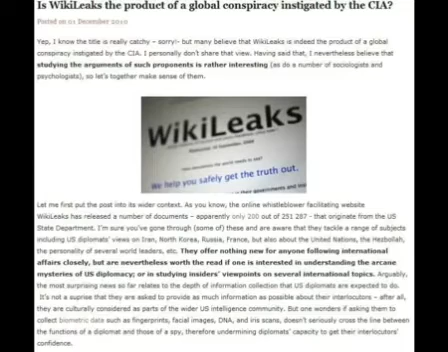 Is WikiLeaks the product of a global conspiracy instigated by the CIA?
Posted on 01 December 2010
Yep, I know the title is really catchy – sorry!- but many believe that WikiLeaks is indeed the product of a global
conspiracy instigated by the CIA. I personally don't share that view. Having said that, I nevertheless believe that
studying the arguments of such proponents is rather interesting (as do a number of sociologists and
psychologists), so let's together make sense of them.
WikiLeaks
We help you safely get the truth out.
Let me first put the post into its wider context. As you know, the online whistleblower facilitating website
WikiLeaks has released a number of documents – apparently only 200 out of 251 287 - that originate from the US
State Department. I'm sure you've gone through (some of) these and are aware that they tackle a range of subjects
including US diplomats' views on Iran, North Korea, Russia, France, but also about the United Nations, the Hezbollah,
the personality of several world leaders, etc. They offer nothing new for anyone following international
affairs closely, but are nevertheless worth the read if one is interested in understanding the arcane
mysteries of US diplomacy; or in studying insiders' viewpoints on several international topics. Arguably,
the most surprising news so far relates to the depth of information collection that US diplomats are expected to do.
It's not a suprise that they are asked to provide as much information as possible about their interlocutors – after all,
they are culturally considered as parts of the wider US intelligence community. But one wonders if asking them to
collect biometric data such as fingerprints, facial images, DNA, and iris scans, doesn't seriously cross the line between
the functions of a diplomat and those of a spy, therefore undermining diplomats' capacity to get their interlocutors'
confidence.